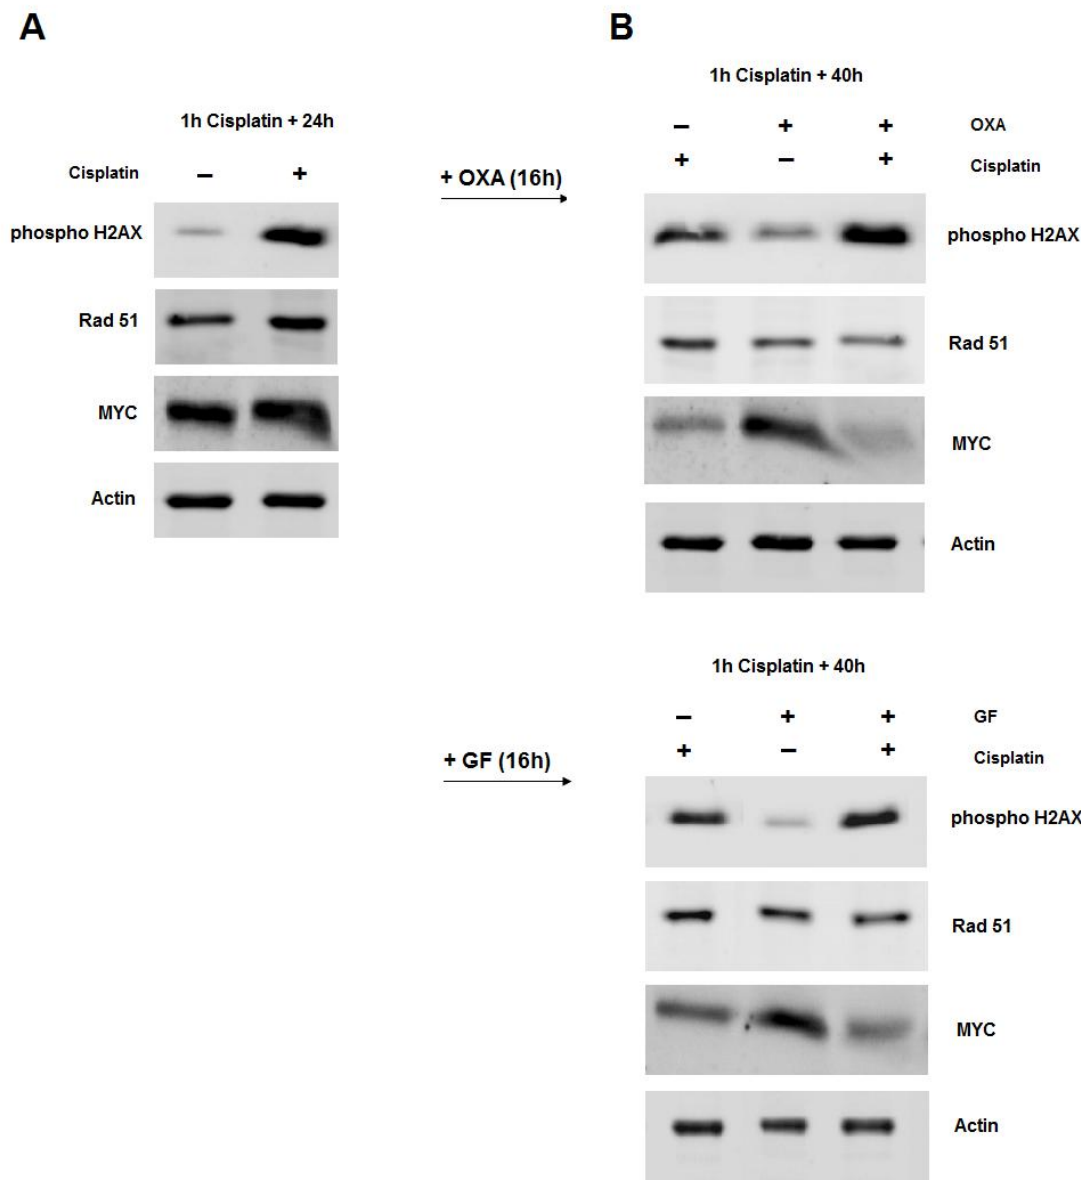 A
B
1h Cisplatin + 24h
Cisplatin – +
phospho H2AX
Rad 51
MYC
Actin
+ OXA (16h)
1h Cisplatin + 40h
– + + OXA
+ – + Cisplatin
phospho H2AX
Rad 51
MYC
Actin
+ GF (16h)
1h Cisplatin + 40h
– + + GF
+ – + Cisplatin
phospho H2AX
Rad 51
MYC
Actin